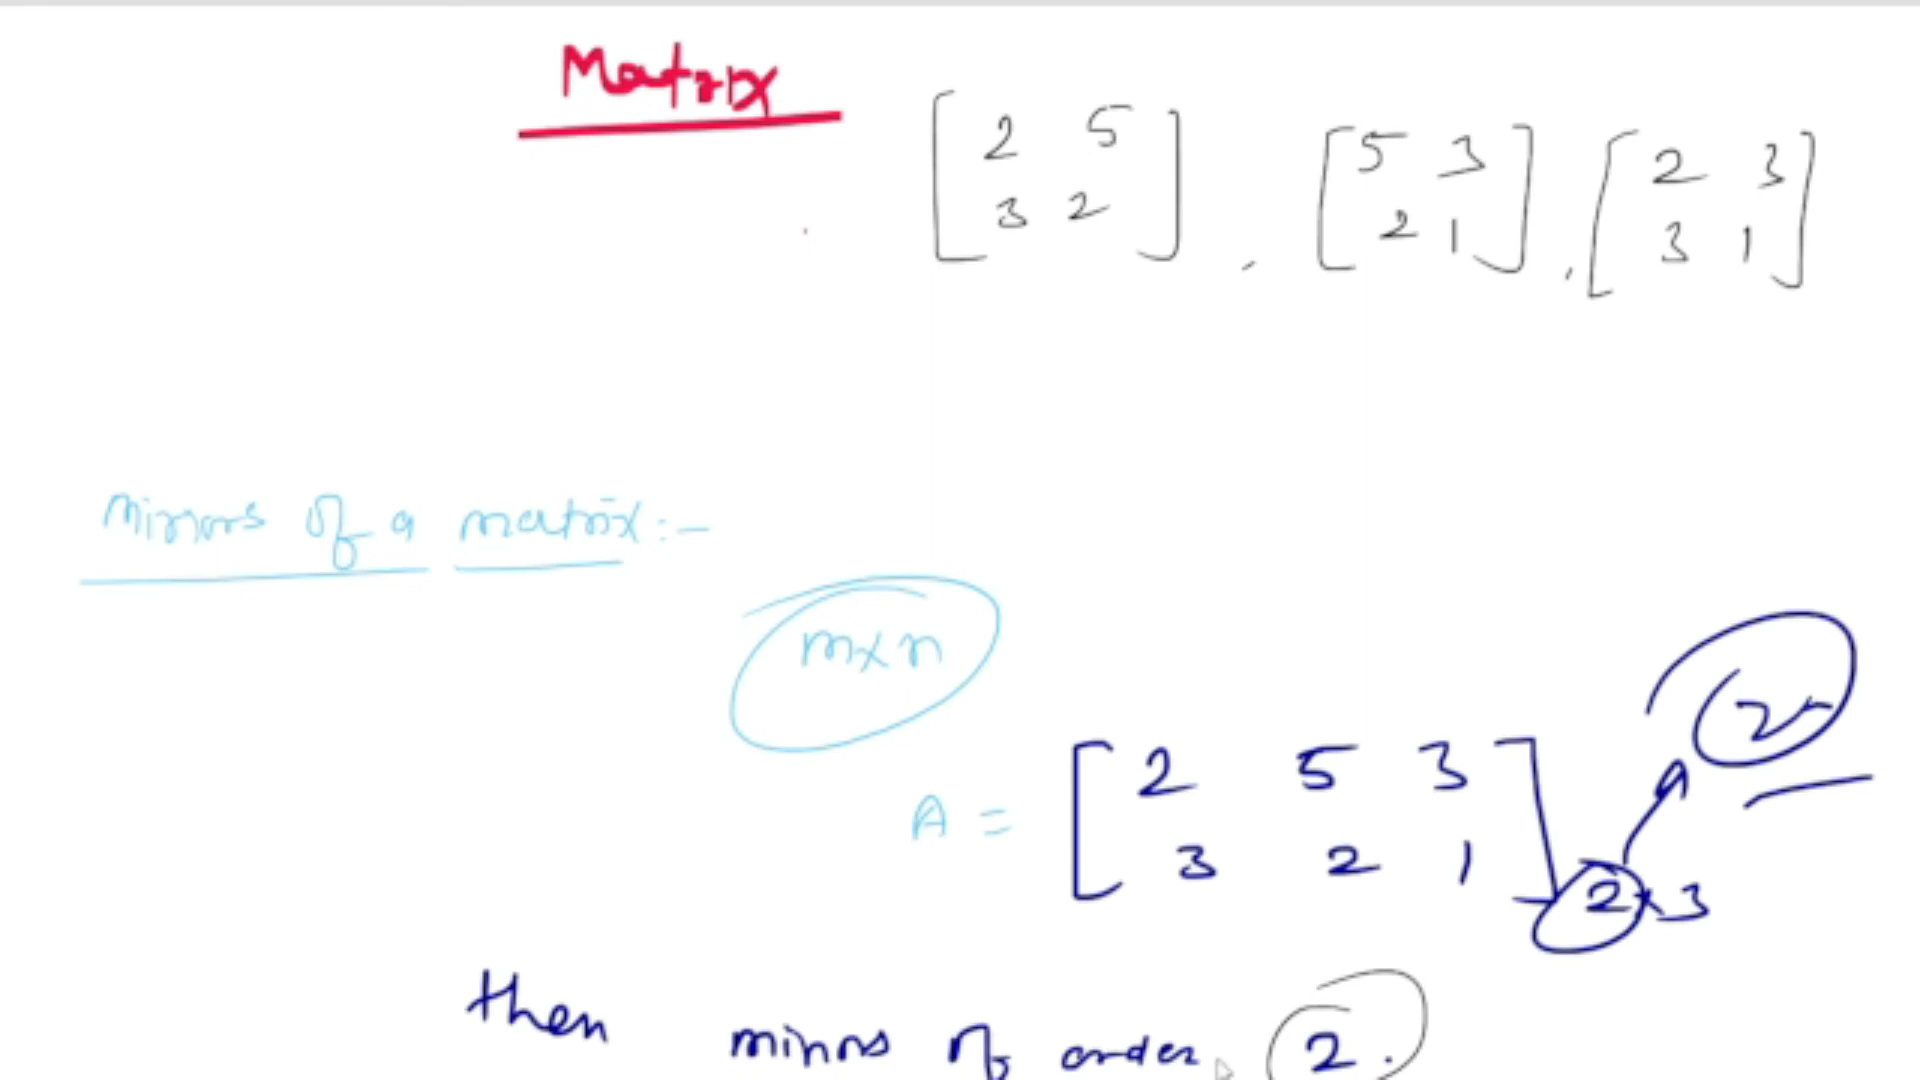 Matrix
[2 5
3 2] , [5 3
2 1] , [2 3
3 1]
minors of a matrix:-
m×n
2
A = [2 5 3
3 2 1] 2×3
then minors of order 2.